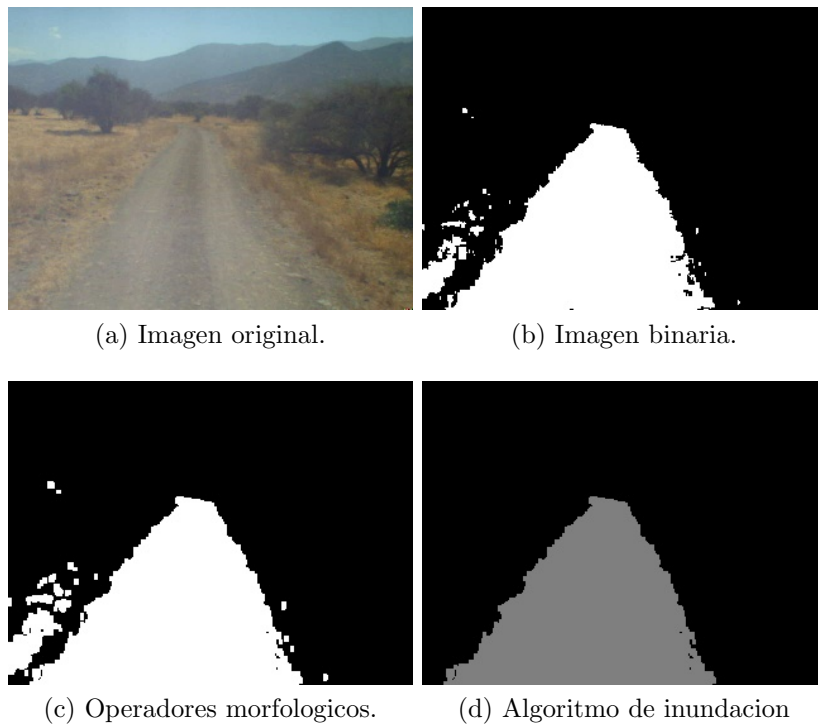 (a) Imagen original.
(b) Imagen binaria.
(c) Operadores morfologicos.
(d) Algoritmo de inundacion